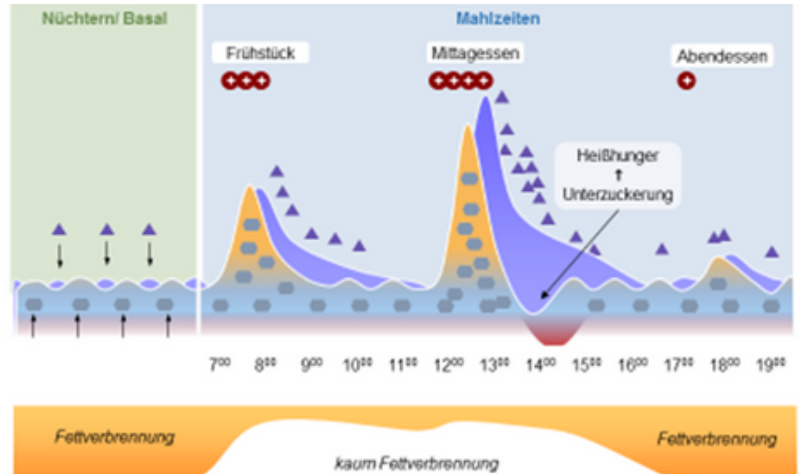 Nüchtern/ Basal
Mahlzeiten
Frühstück
Mittagessen
Abendessen
Heißhunger
↑
Unterzuckerung
7⁰⁰ 8⁰⁰ 9⁰⁰ 10⁰⁰ 11⁰⁰ 12⁰⁰ 13⁰⁰ 14⁰⁰ 15⁰⁰ 16⁰⁰ 17⁰⁰ 18⁰⁰ 19⁰⁰
Fettverbrennung
kaum Fettverbrennung
Fettverbrennung